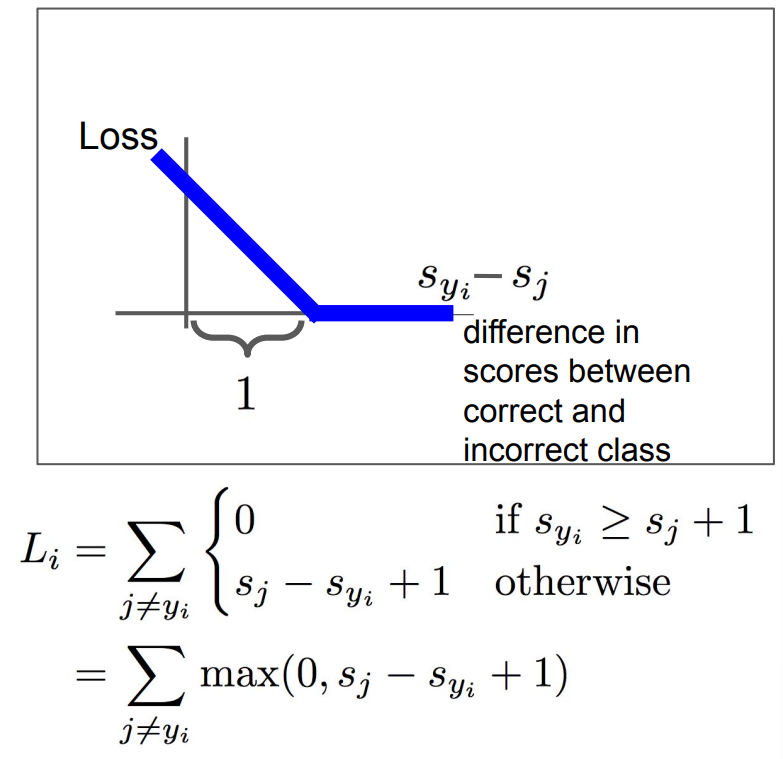 Loss
s_{y_i} − s_j
difference in
scores between
correct and
incorrect class
1
L_i = \sum_{j \neq y_i} \begin{cases} 0 & \text{if } s_{y_i} \geq s_j + 1 \\ s_j - s_{y_i} + 1 & \text{otherwise} \end{cases}
= \sum_{j \neq y_i} \max(0, s_j - s_{y_i} + 1)